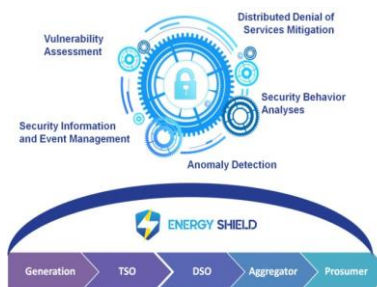 Distributed Denial of
Services Mitigation
Vulnerability
Assessment
Security Behavior
Analyses
Security Information
and Event Management
Anomaly Detection
ENERGY SHIELD
Generation
TSO
DSO
Aggregator
Prosumer